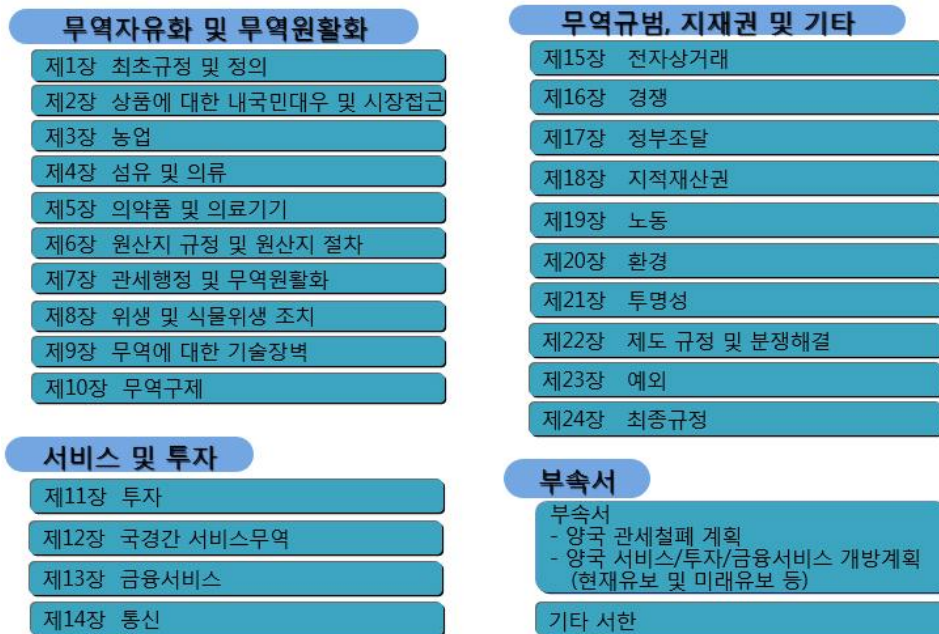 무역자유화 및 무역원활화
제1장 최초규정 및 정의
제2장 상품에 대한 내국민대우 및 시장접근
제3장 농업
제4장 섬유 및 의류
제5장 의약품 및 의료기기
제6장 원산지 규정 및 원산지 절차
제7장 관세행정 및 무역원활화
제8장 위생 및 식물위생 조치
제9장 무역에 대한 기술장벽
제10장 무역구제
서비스 및 투자
제11장 투자
제12장 국경간 서비스무역
제13장 금융서비스
제14장 통신
무역규범, 지재권 및 기타
제15장 전자상거래
제16장 경쟁
제17장 정부조달
제18장 지적재산권
제19장 노동
제20장 환경
제21장 투명성
제22장 제도 규정 및 분쟁해결
제23장 예외
제24장 최종규정
부속서
부속서
- 양국 관세철폐 계획
- 양국 서비스/투자/금융서비스 개방계획
(현재유보 및 미래유보 등)
기타 서한